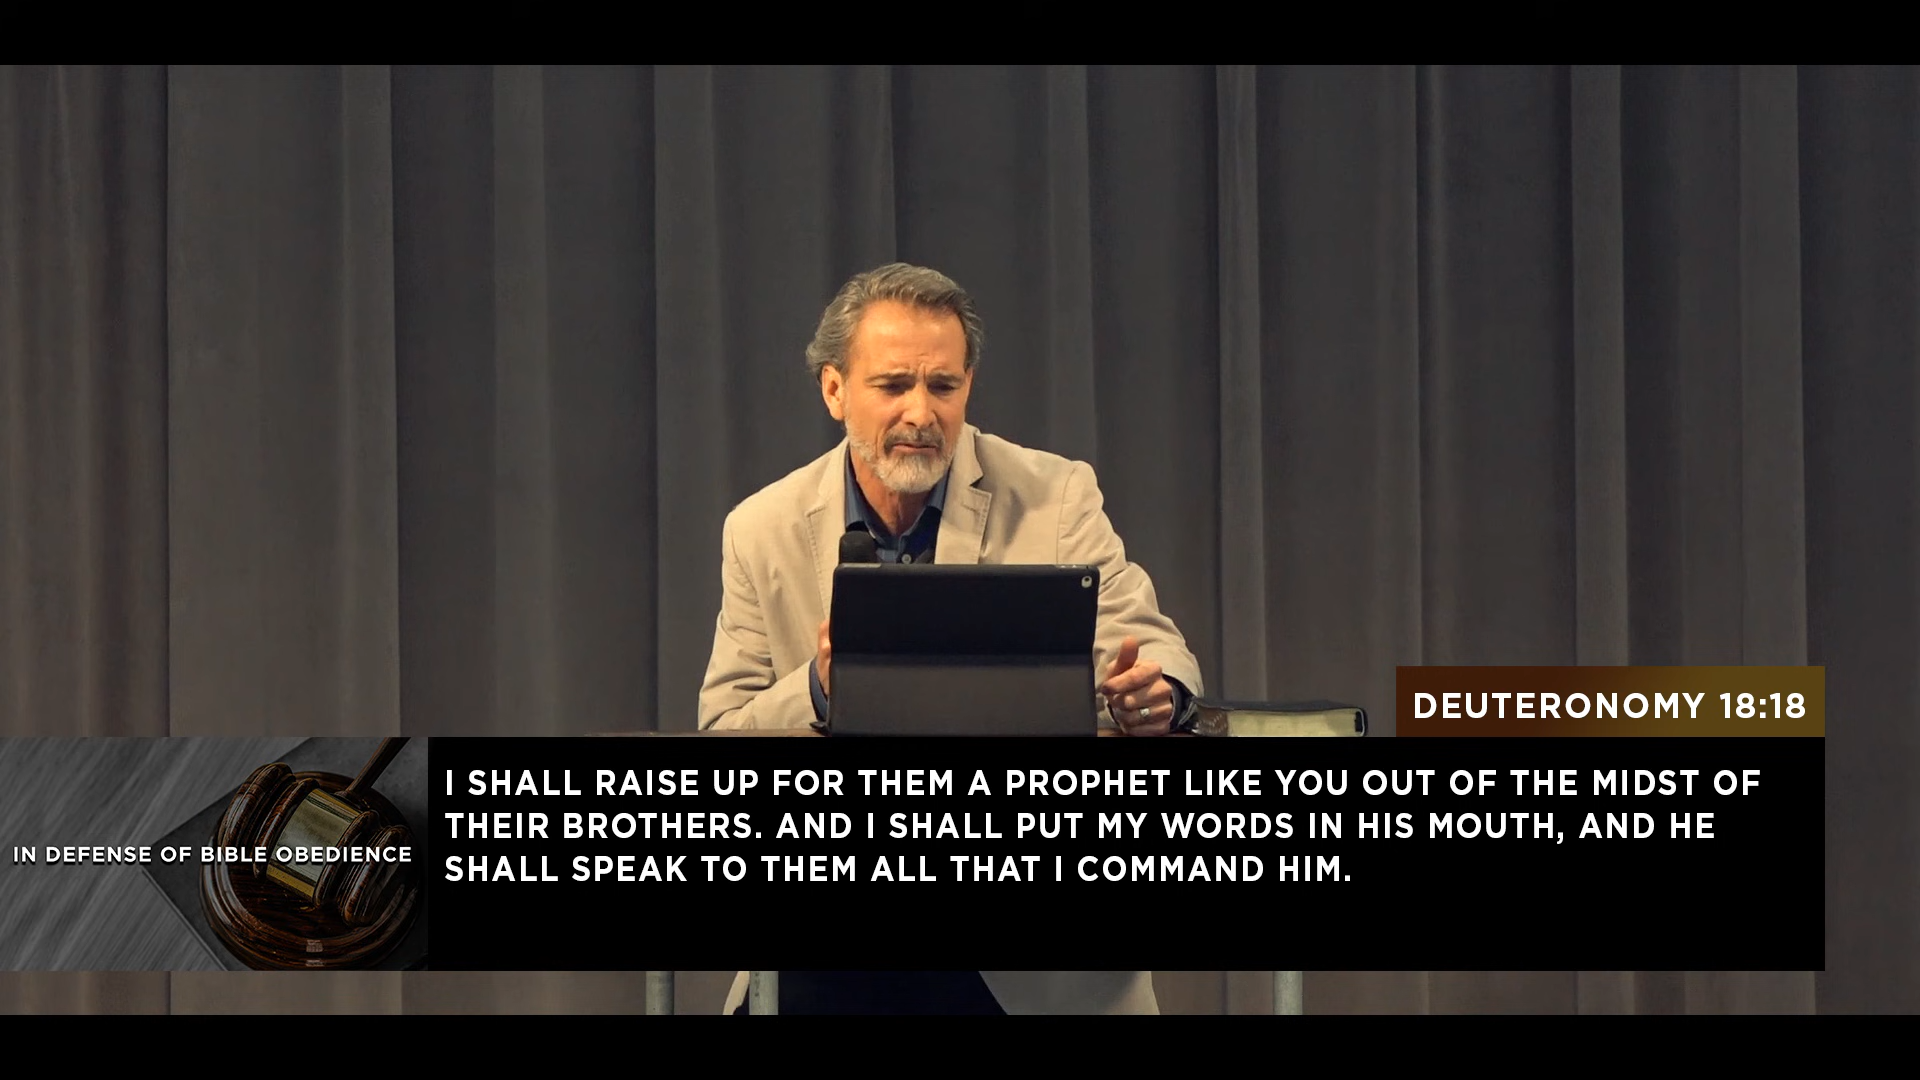 DEUTERONOMY 18:18
I SHALL RAISE UP FOR THEM A PROPHET LIKE YOU OUT OF THE MIDST OF
THEIR BROTHERS. AND I SHALL PUT MY WORDS IN HIS MOUTH, AND HE
SHALL SPEAK TO THEM ALL THAT I COMMAND HIM.
IN DEFENSE OF BIBLE OBEDIENCE